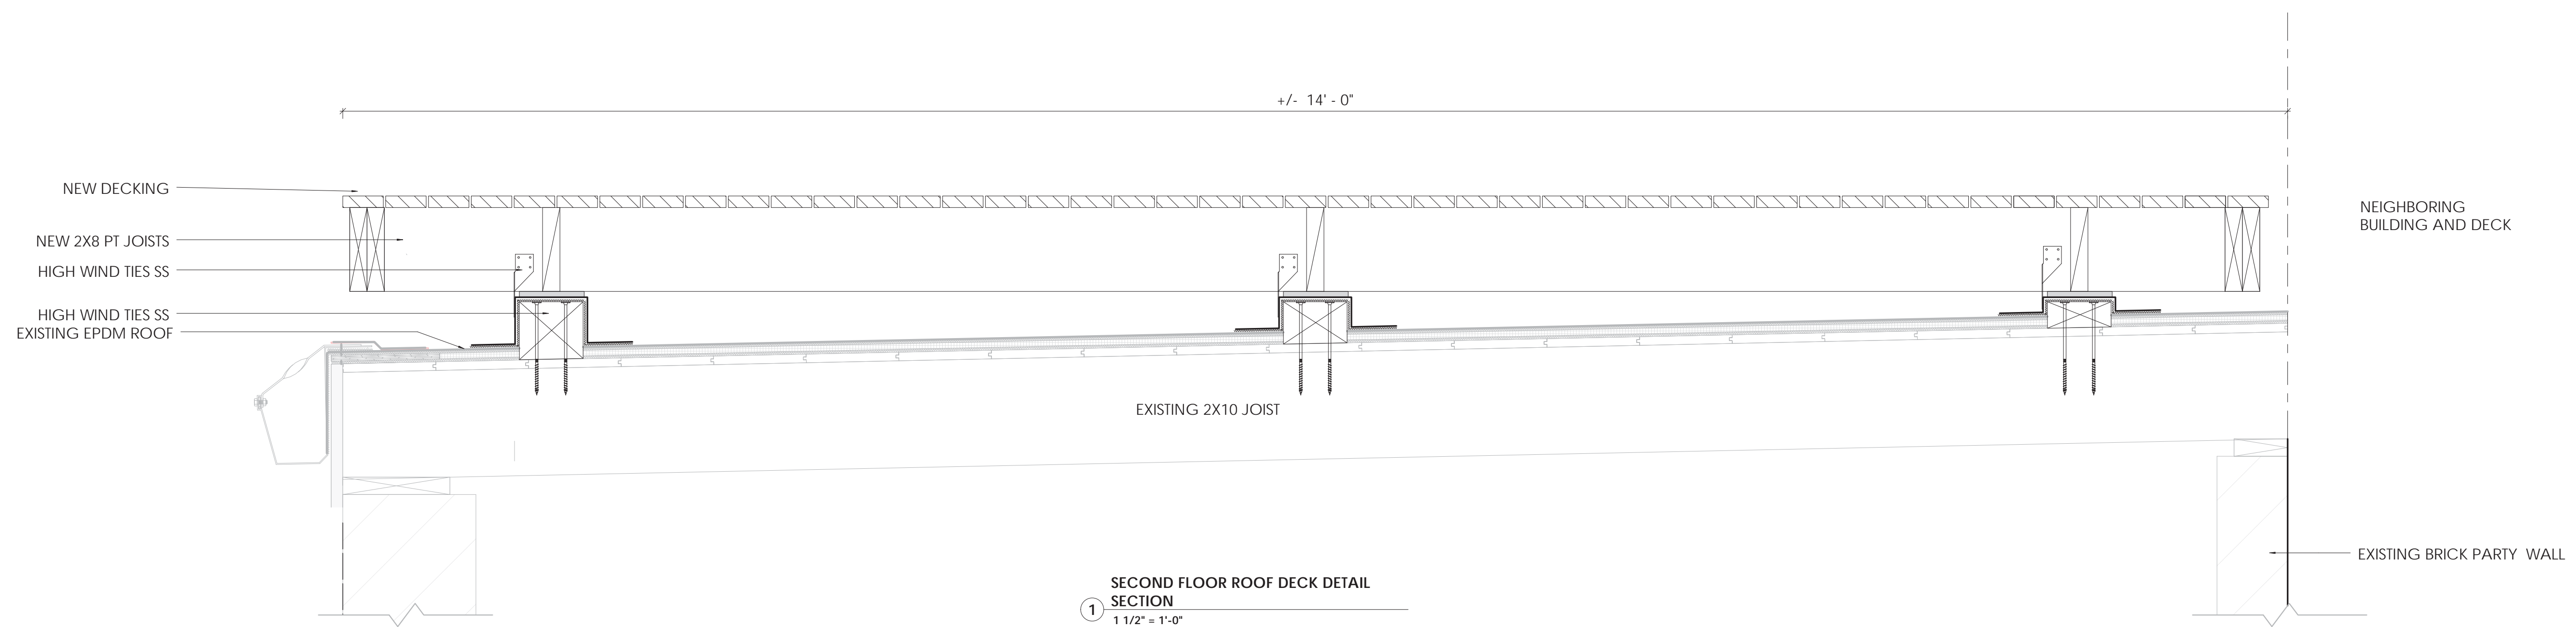 +/-  14' - 0"
NEW DECKING
NEW 2X8 PT JOISTS
HIGH WIND TIES SS
HIGH WIND TIES SS
EXISTING EPDM ROOF
NEIGHBORING
BUILDING AND DECK
EXISTING 2X10 JOIST
EXISTING BRICK PARTY  WALL
1
SECOND FLOOR ROOF DECK DETAIL
SECTION
1 1/2" = 1'-0"